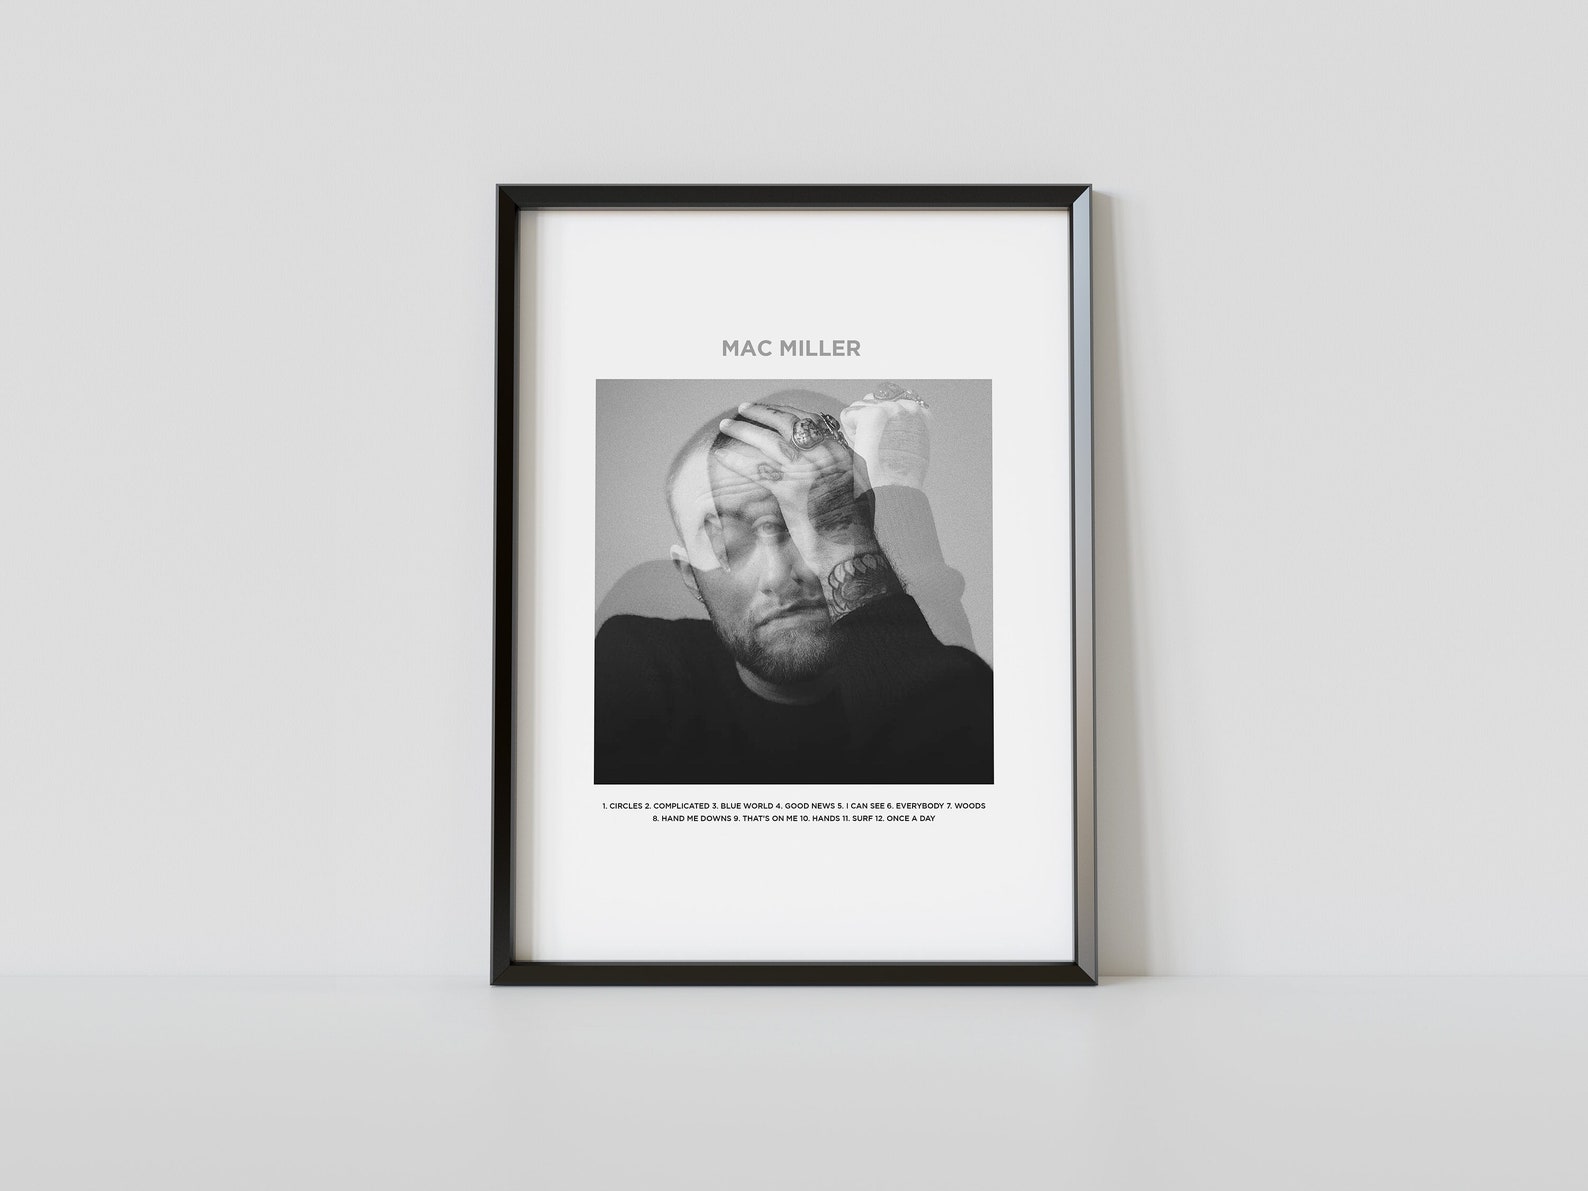 MAC MILLER
1. CIRCLES 2. COMPLICATED 3. BLUE WORLD 4. GOOD NEWS 5. I CAN SEE 6. EVERYBODY 7. WOODS
8. HAND ME DOWNS 9. THAT'S ON ME 10. HANDS 11. SURF 12. ONCE A DAY